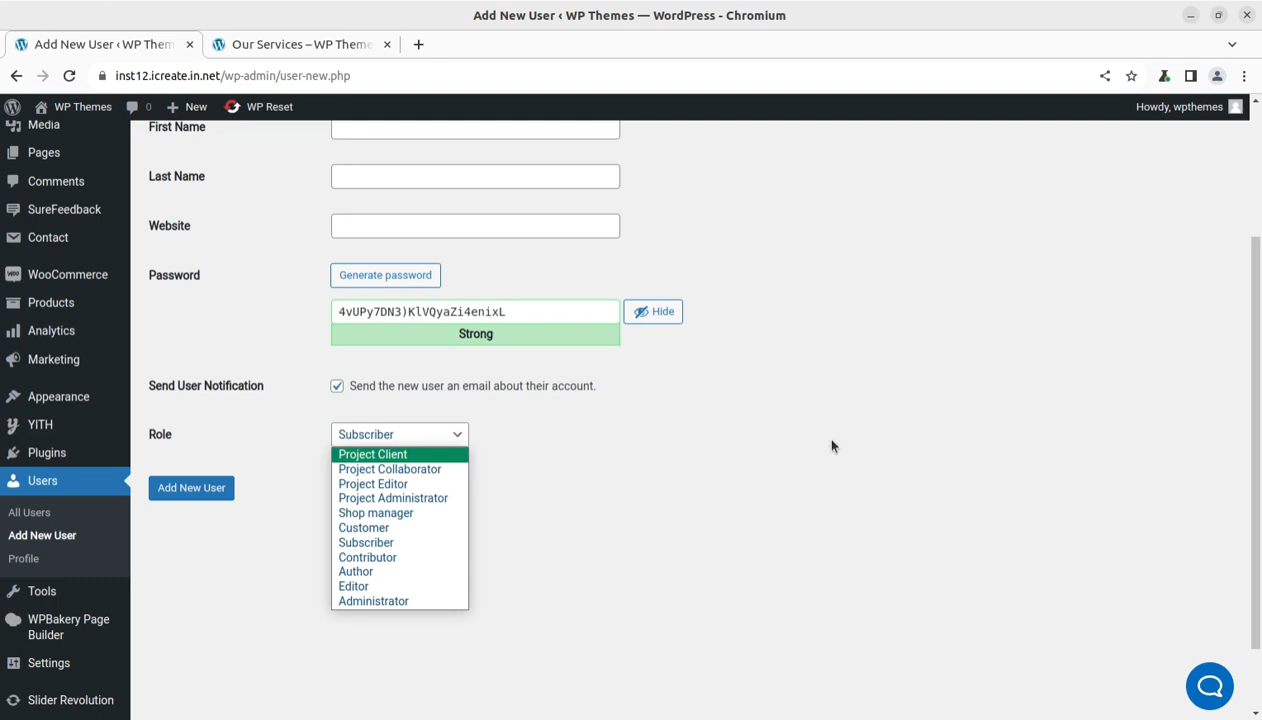 Add New User ‹ WP Themes — WordPress - Chromium
Add New User ‹ WP Them
Our Services – WP Theme
inst12.icreate.in.net/wp-admin/user-new.php
WP Themes 0 New WP Reset Howdy, wpthemes
Media
Pages
Comments
SureFeedback
Contact
WooCommerce
Products
Analytics
Marketing
Appearance
YITH
Plugins
Users
All Users
Add New User
Profile
Tools
WPBakery Page
Builder
Settings
Slider Revolution
First Name
Last Name
Website
Password
Generate password
4vUPy7DN3)KlVQyaZi4enixL
Hide
Strong
Send User Notification
Send the new user an email about their account.
Role
Subscriber
Project Client
Project Collaborator
Project Editor
Project Administrator
Shop manager
Customer
Subscriber
Contributor
Author
Editor
Administrator
Add New User